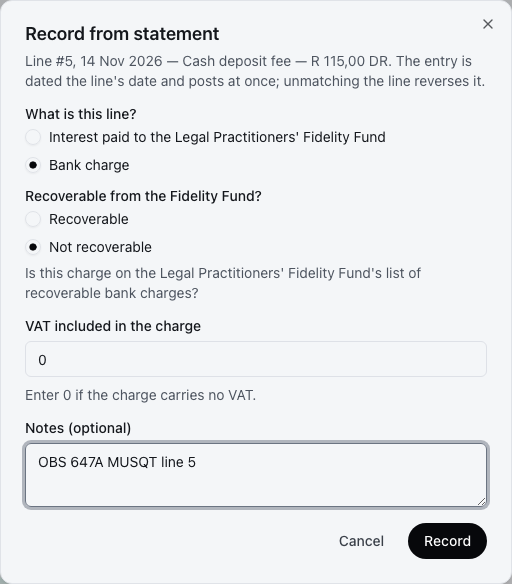 Record from statement
Line #5, 14 Nov 2026 — Cash deposit fee — R 115,00 DR. The entry is
dated the line's date and posts at once; unmatching the line reverses it.
What is this line?
Interest paid to the Legal Practitioners' Fidelity Fund
Bank charge
Recoverable from the Fidelity Fund?
Recoverable
Not recoverable
Is this charge on the Legal Practitioners' Fidelity Fund's list of
recoverable bank charges?
VAT included in the charge
0
Enter 0 if the charge carries no VAT.
Notes (optional)
OBS 647A MUSQT line 5
Cancel
Record